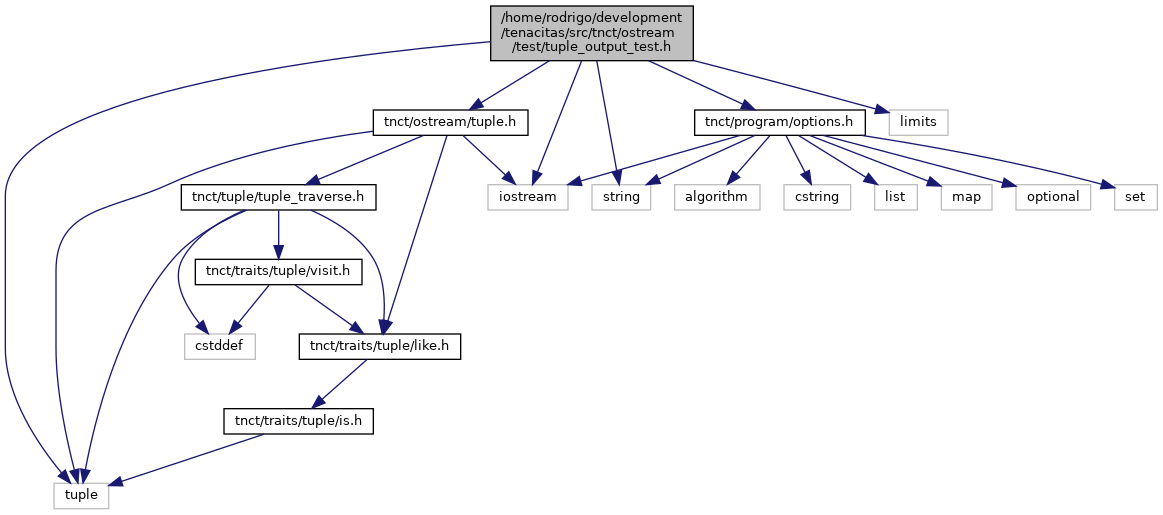 /home/rodrigo/development
/tenacitas/src/tnct/ostream
/test/tuple_output_test.h
tnct/ostream/tuple.h
tnct/program/options.h
limits
tnct/tuple/tuple_traverse.h
iostream
string
algorithm
cstring
list
map
optional
set
tnct/traits/tuple/visit.h
cstddef
tnct/traits/tuple/like.h
tnct/traits/tuple/is.h
tuple